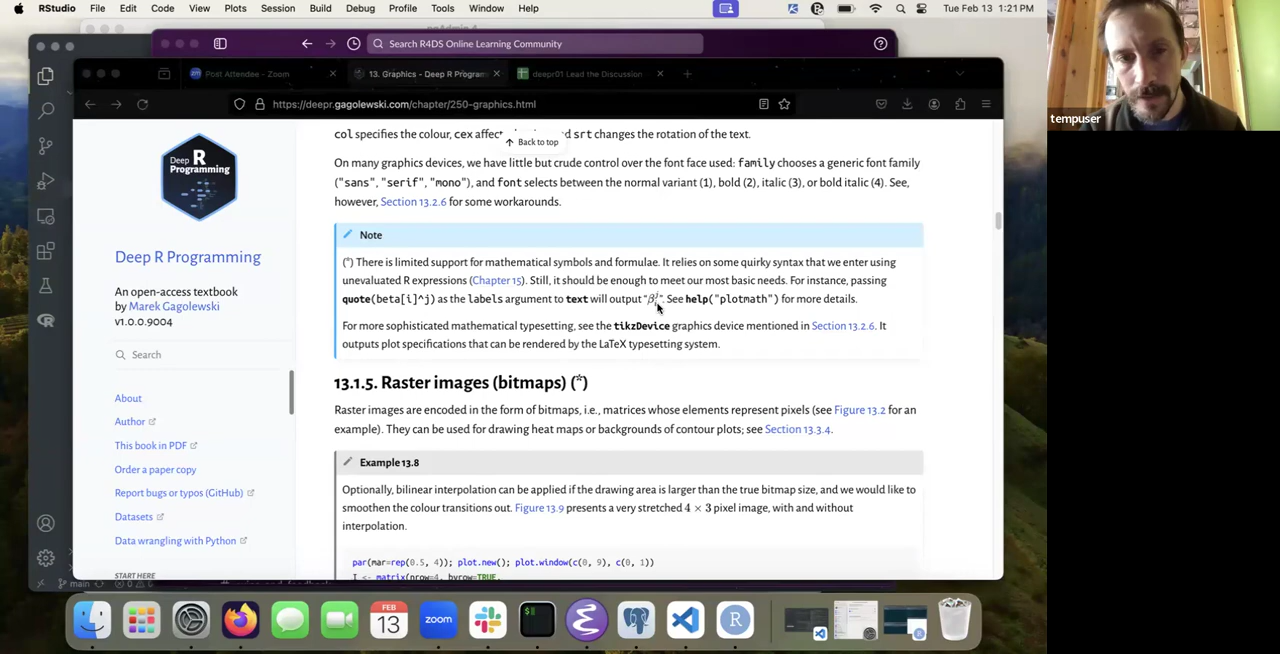 RStudio File Edit Code View Plots Session Build Debug Profile Tools Window Help Tue Feb 13 1:21 PM
Search R4DS Online Learning Community
Post Attendee - Zoom 13. Graphics - Deep R Program deepr01 Lead the Discussion
https://deepr.gagolewski.com/chapter/250-graphics.html
tempuser
col specifies the colour, cex srt changes the rotation of the text.
Back to top
On many graphics devices, we have little but crude control over the font face used: family chooses a generic font family
("sans", "serif", "mono"), and font selects between the normal variant (1), bold (2), italic (3), or bold italic (4). See,
however, Section 13.2.6 for some workarounds.
Note
(*) There is limited support for mathematical symbols and formulae. It relies on some quirky syntax that we enter using
unevaluated R expressions (Chapter 15). Still, it should be enough to meet our most basic needs. For instance, passing
quote(beta[i]^j) as the labels argument to text will output "β". See help("plotmath") for more details.
For more sophisticated mathematical typesetting, see the tikzDevice graphics device mentioned in Section 13.2.6. It
outputs plot specifications that can be rendered by the LaTeX typesetting system.
13.1.5. Raster images (bitmaps) (*)
Raster images are encoded in the form of bitmaps, i.e., matrices whose elements represent pixels (see Figure 13.2 for an
example). They can be used for drawing heat maps or backgrounds of contour plots; see Section 13.3.4.
Example 13.8
Optionally, bilinear interpolation can be applied if the drawing area is larger than the true bitmap size, and we would like to
smoothen the colour transitions out. Figure 13.9 presents a very stretched 4 × 3 pixel image, with and without
interpolation.
par(mar=rep(0.5, 4)); plot.new(); plot.window(c(0, 9), c(0, 1))
I <- matrix(nrow=4, byrow=TRUE,
Deep R Programming
Deep R Programming
An open-access textbook
by Marek Gagolewski
v1.0.0.9004
Search
About
Author
This book in PDF
Order a paper copy
Report bugs or typos (GitHub)
Datasets
Data wrangling with Python
START HERE
main
FEB
13
zoom